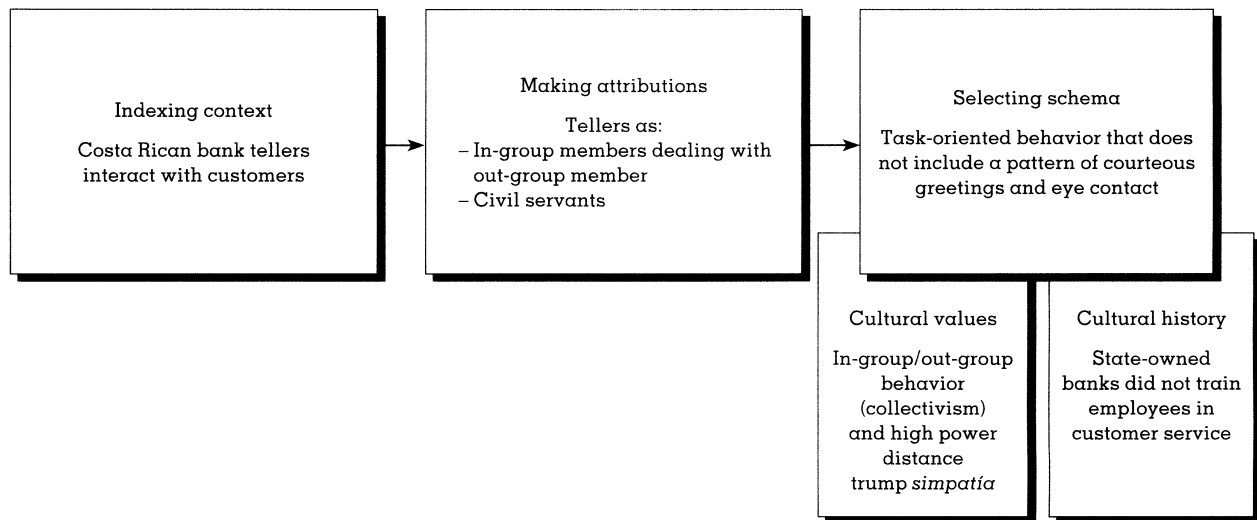 Indexing context
Costa Rican bank tellers
interact with customers
Making attributions
Tellers as:
– In-group members dealing with
out-group member
– Civil servants
Selecting schema
Task-oriented behavior that does
not include a pattern of courteous
greetings and eye contact
Cultural values
In-group/out-group
behavior
(collectivism)
and high power
distance
trump simpatía
Cultural history
State-owned
banks did not train
employees in
customer service